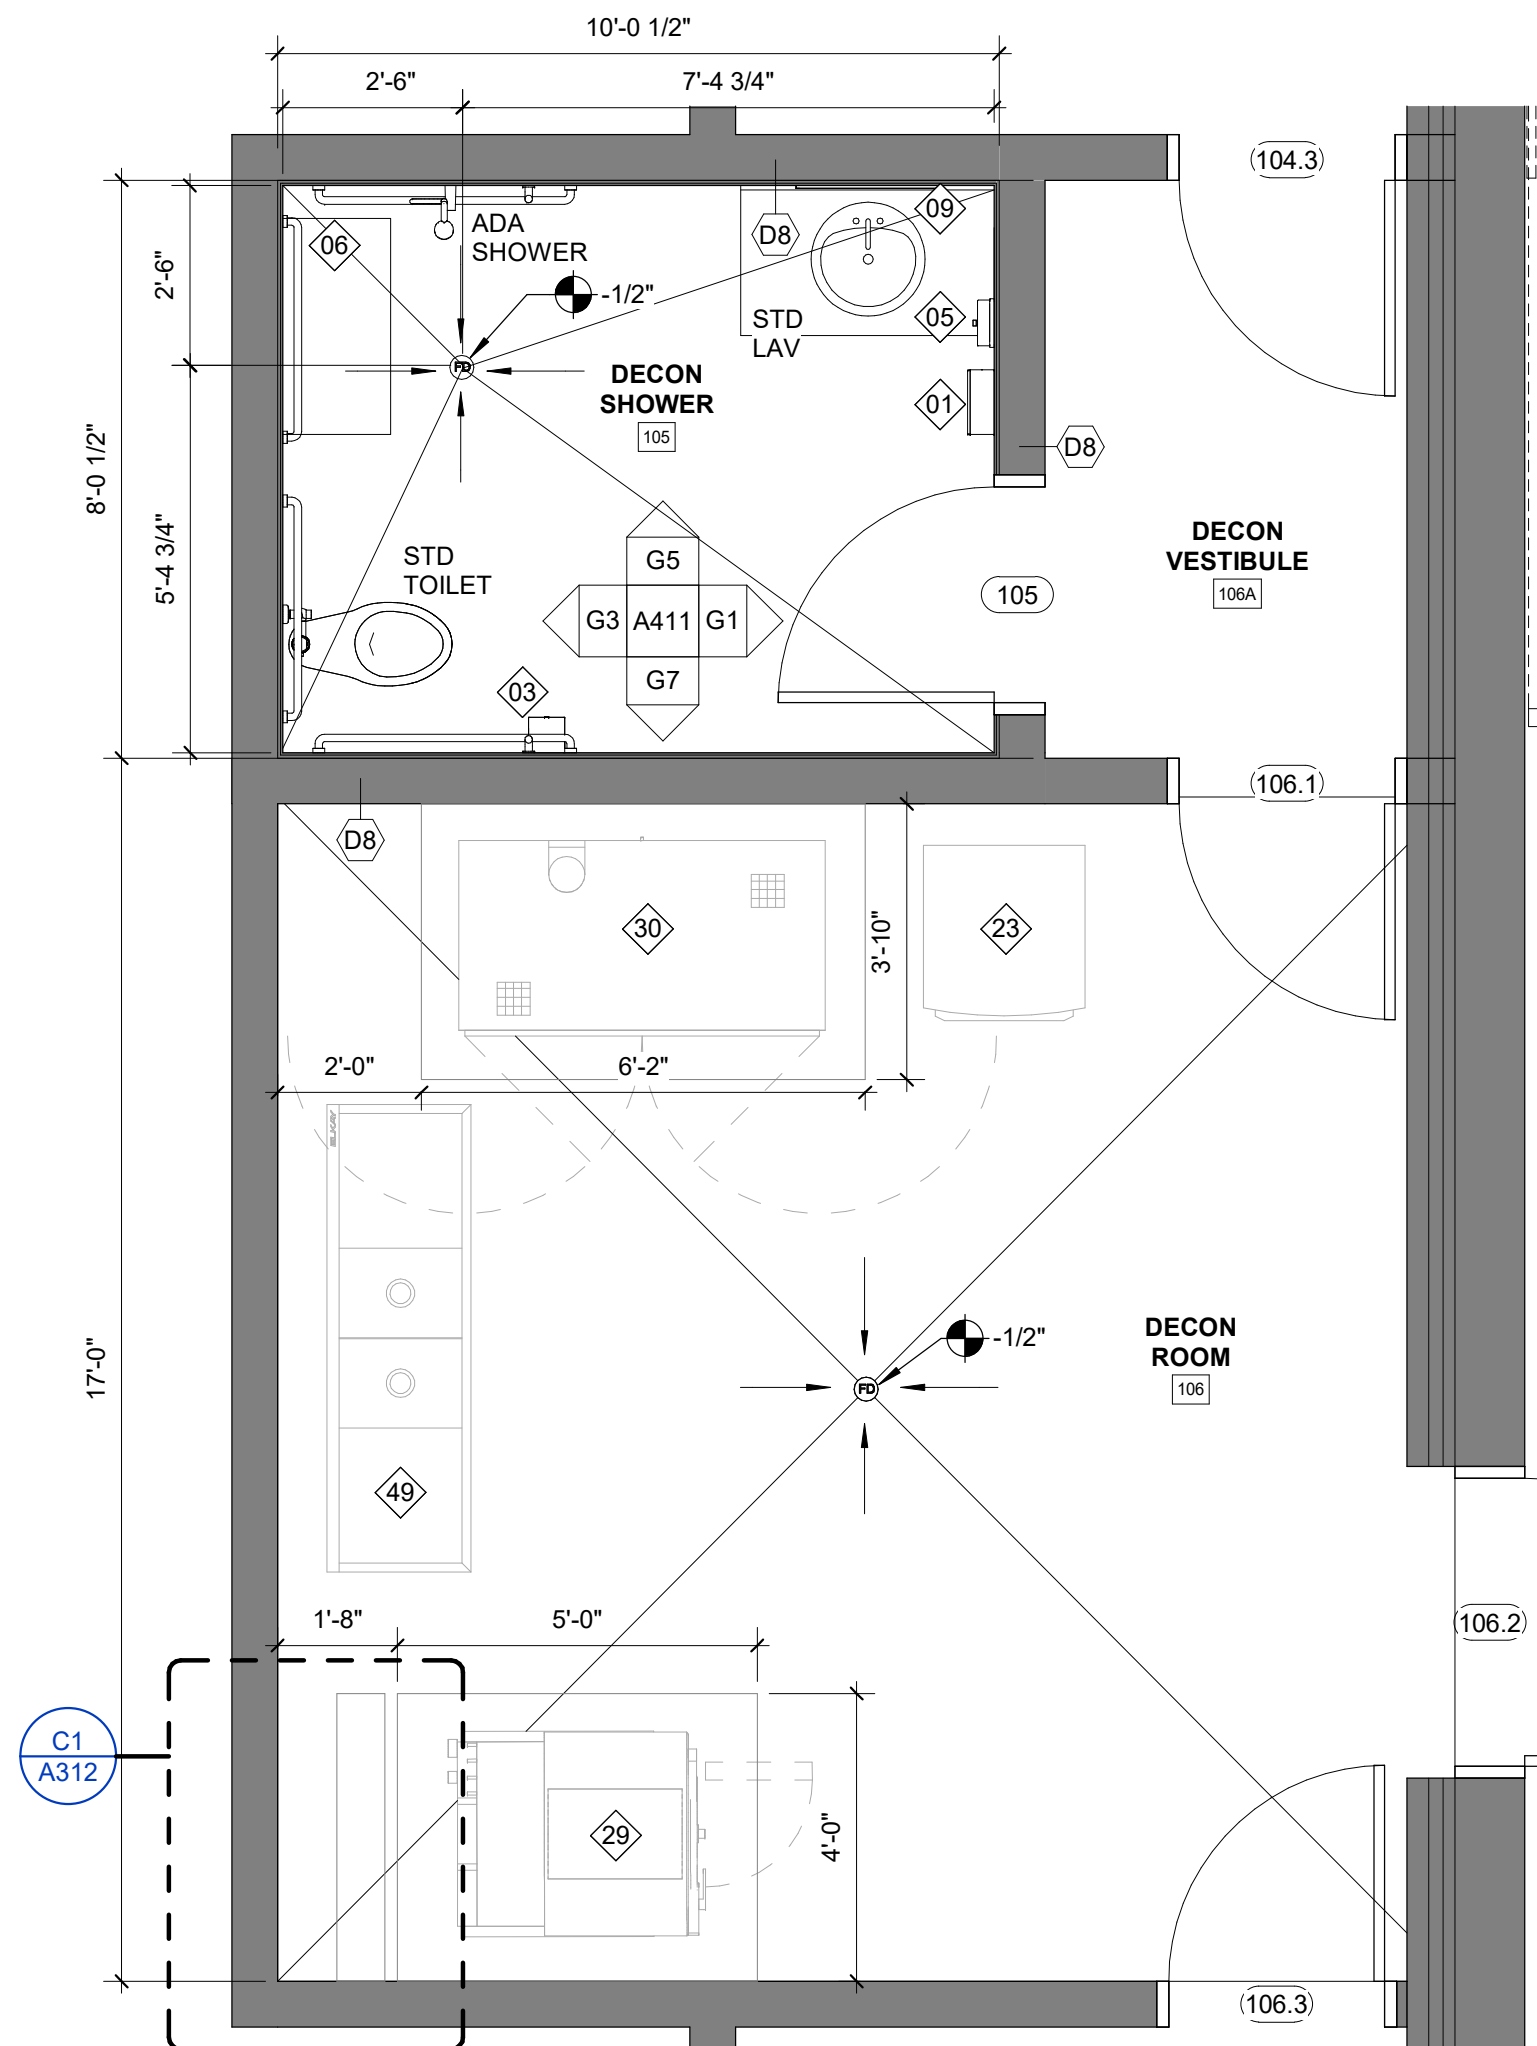 10'-0 1/2"
2'-6"
7'-4 3/4"
104.3
09
D8
06
ADA
SHOWER
2'-6"
-1/2"
STD
LAV
05
FD
DECON
SHOWER
105
01
D8
8'-0 1/2"
5'-4 3/4"
STD
TOILET
G5
G3
A411
G1
G7
03
105
DECON
VESTIBULE
106A
106.1
D8
30
23
3'-10"
2'-0"
6'-2"
ELKAY
17'-0"
-1/2"
FD
DECON
ROOM
106
49
1'-8"
5'-0"
106.2
C1
A312
29
4'-0"
106.3